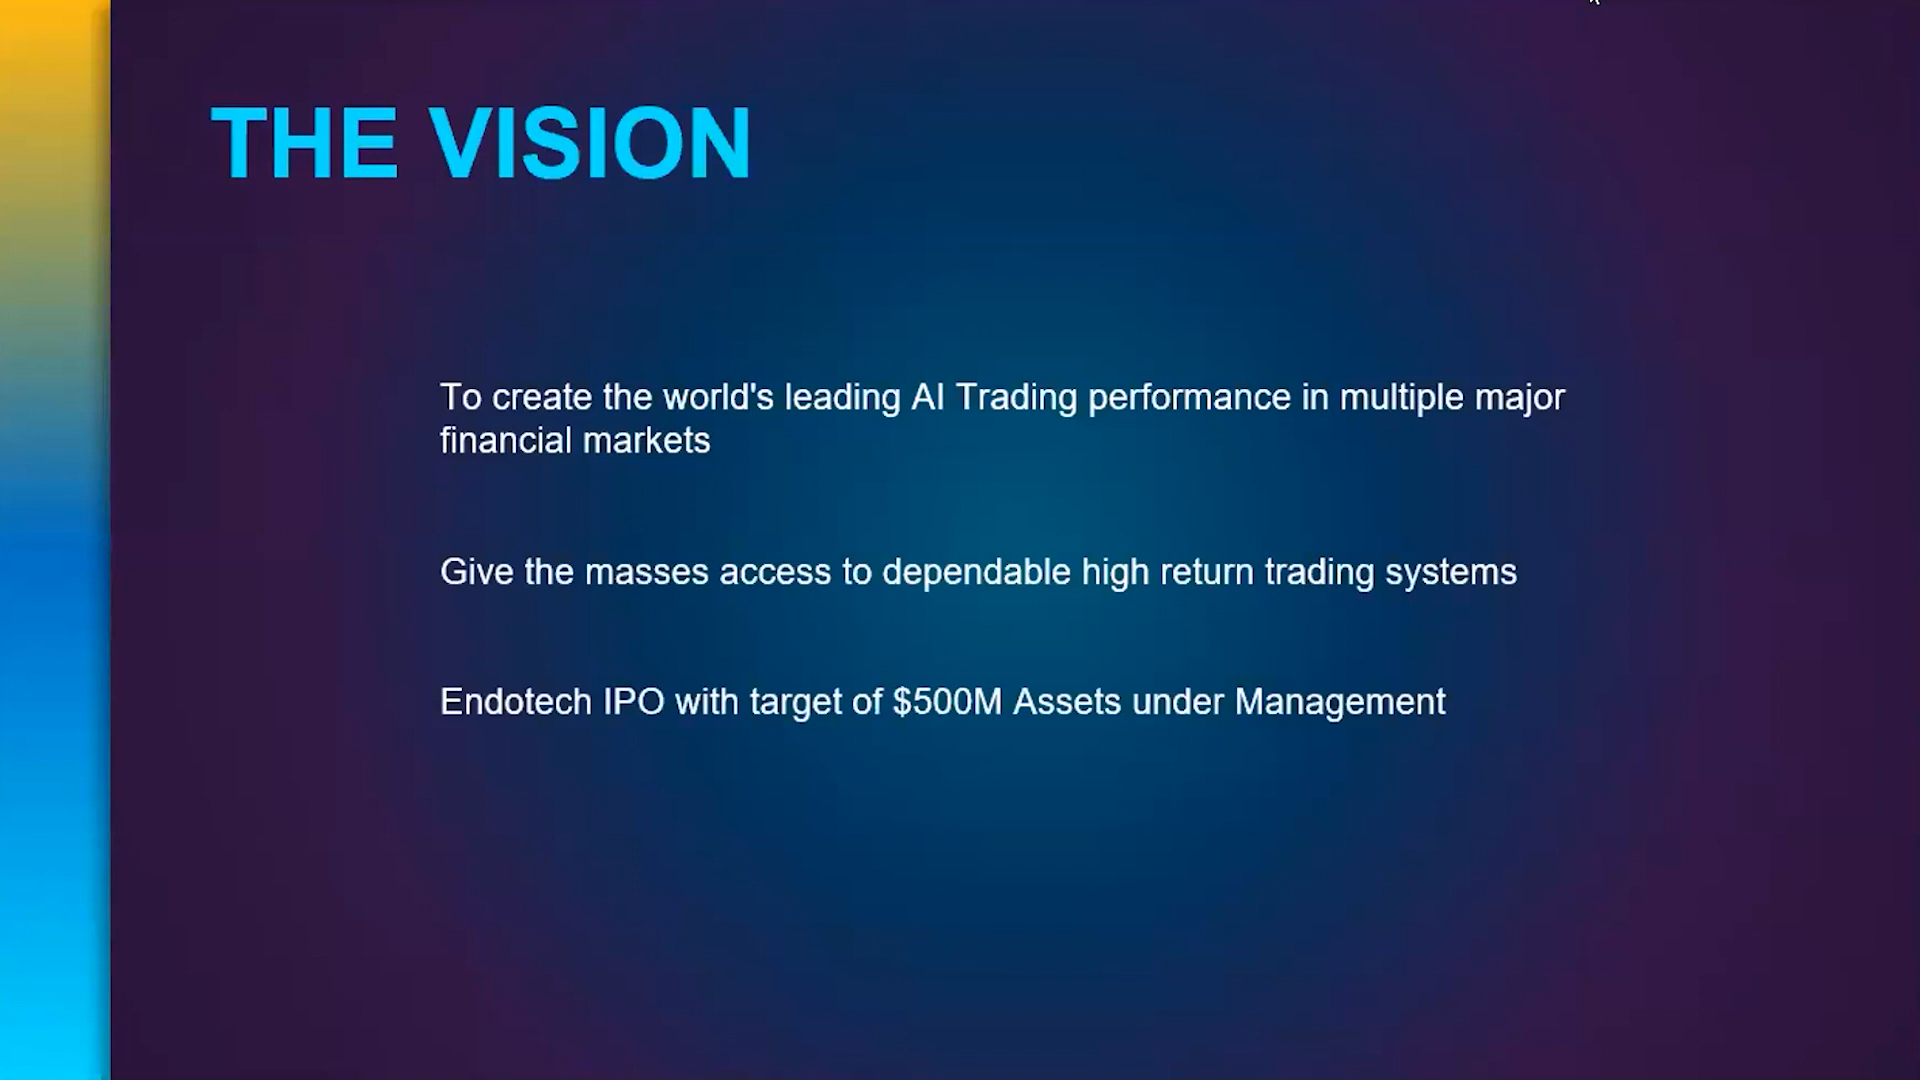 THE VISION
To create the world's leading AI Trading performance in multiple major
financial markets
Give the masses access to dependable high return trading systems
Endotech IPO with target of $500M Assets under Management